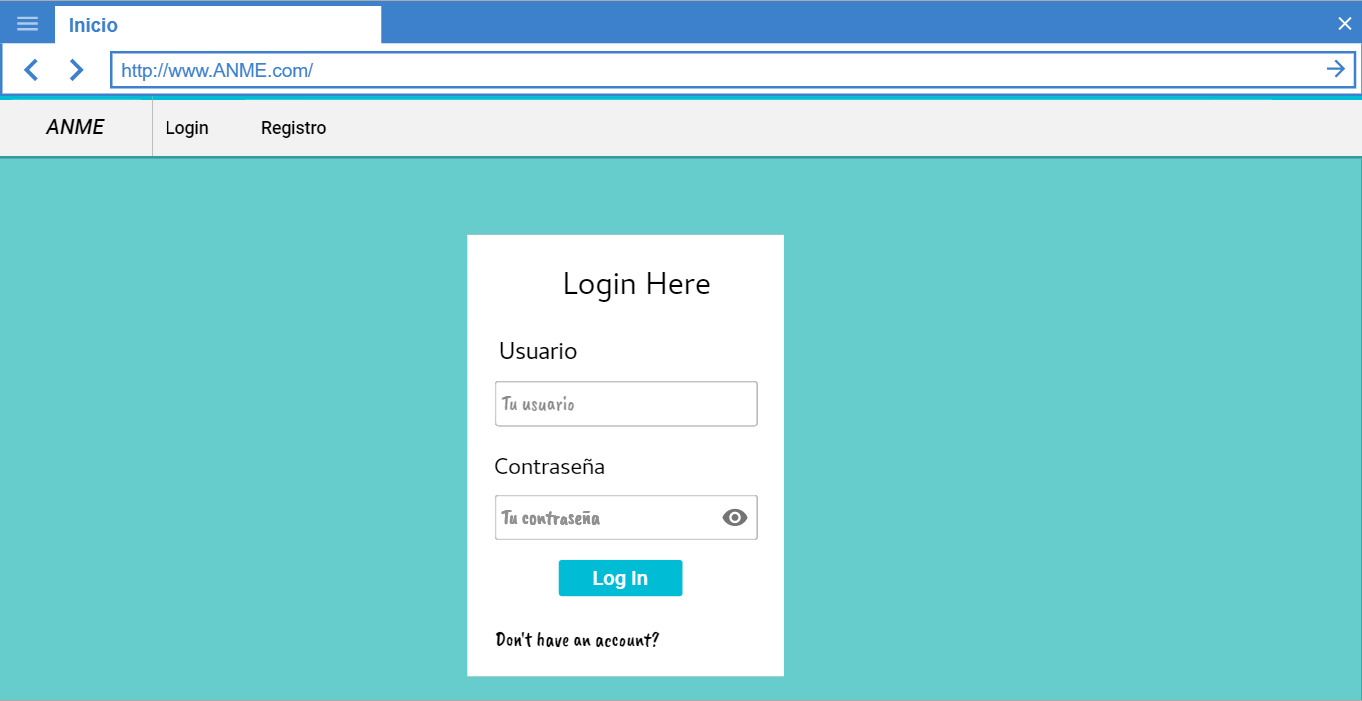 Inicio
http://www.ANME.com/
ANME Login Registro
Login Here
Usuario
Tu usuario
Contraseña
Tu contraseña
Log In
Don't have an account?